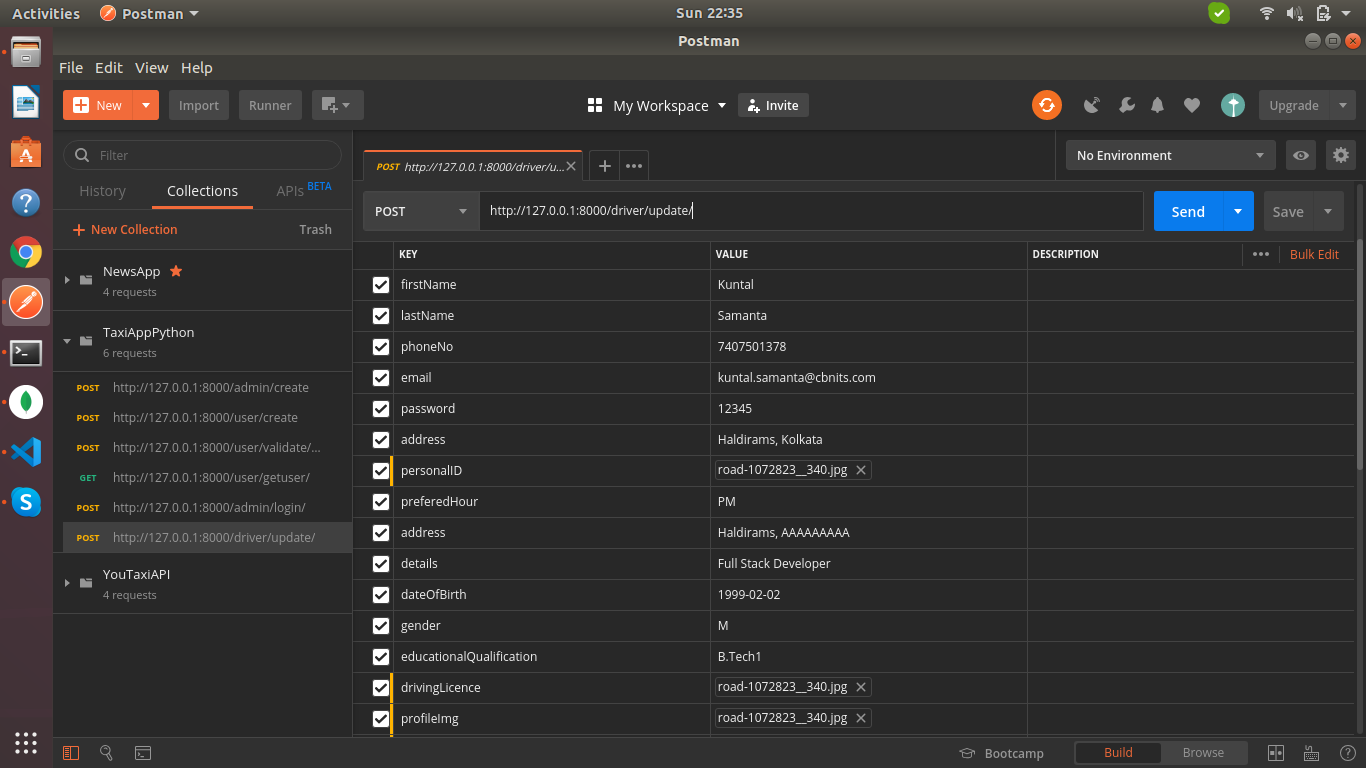 Activities Postman Sun 22:35
Postman
File Edit View Help
New Import Runner My Workspace Invite Upgrade
Filter
History Collections APIs BETA
New Collection Trash
NewsApp
4 requests
TaxiAppPython
6 requests
POST http://127.0.0.1:8000/admin/create
POST http://127.0.0.1:8000/user/create
POST http://127.0.0.1:8000/user/validate/...
GET http://127.0.0.1:8000/user/getuser/
POST http://127.0.0.1:8000/admin/login/
POST http://127.0.0.1:8000/driver/update/
YouTaxiAPI
4 requests
POST http://127.0.0.1:8000/driver/u... No Environment
POST http://127.0.0.1:8000/driver/update/ Send Save
KEY VALUE DESCRIPTION Bulk Edit
firstName Kuntal
lastName Samanta
phoneNo 7407501378
email kuntal.samanta@cbnits.com
password 12345
address Haldirams, Kolkata
personalID road-1072823__340.jpg
preferedHour PM
address Haldirams, AAAAAAAAA
details Full Stack Developer
dateOfBirth 1999-02-02
gender M
educationalQualification B.Tech1
drivingLicence road-1072823__340.jpg
profileImg road-1072823__340.jpg
Bootcamp Build Browse